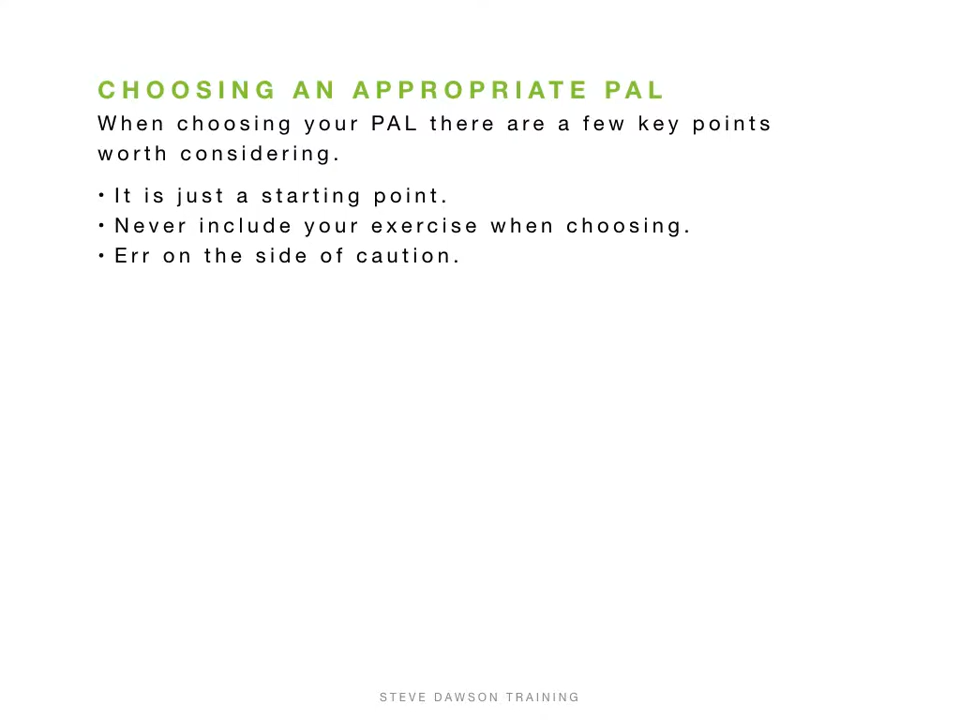 CHOOSING AN APPROPRIATE PAL
When choosing your PAL there are a few key points
worth considering.
• It is just a starting point.
• Never include your exercise when choosing.
• Err on the side of caution.
STEVE DAWSON TRAINING